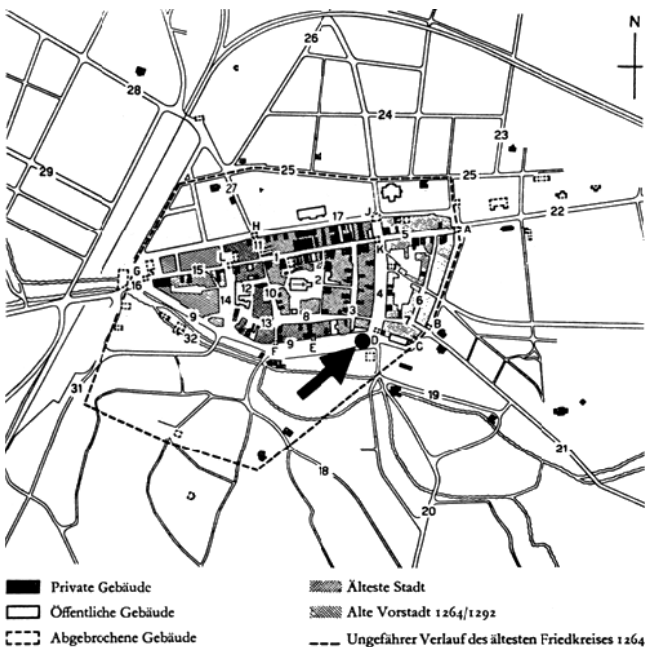 N
26
28
24
23
29
25 25
27
22
J
17
H
5 A
11 K
L 1
G 15
16 12 2
10 4 6
14
3
9 8
13 7 B
32 D
9 E C
F
31
19
21
18
20
Private Gebäude
Öffentliche Gebäude
Abgebrochene Gebäude
Älteste Stadt
Alte Vorstadt 1264/1292
Ungefährer Verlauf des ältesten Friedkreises 1264